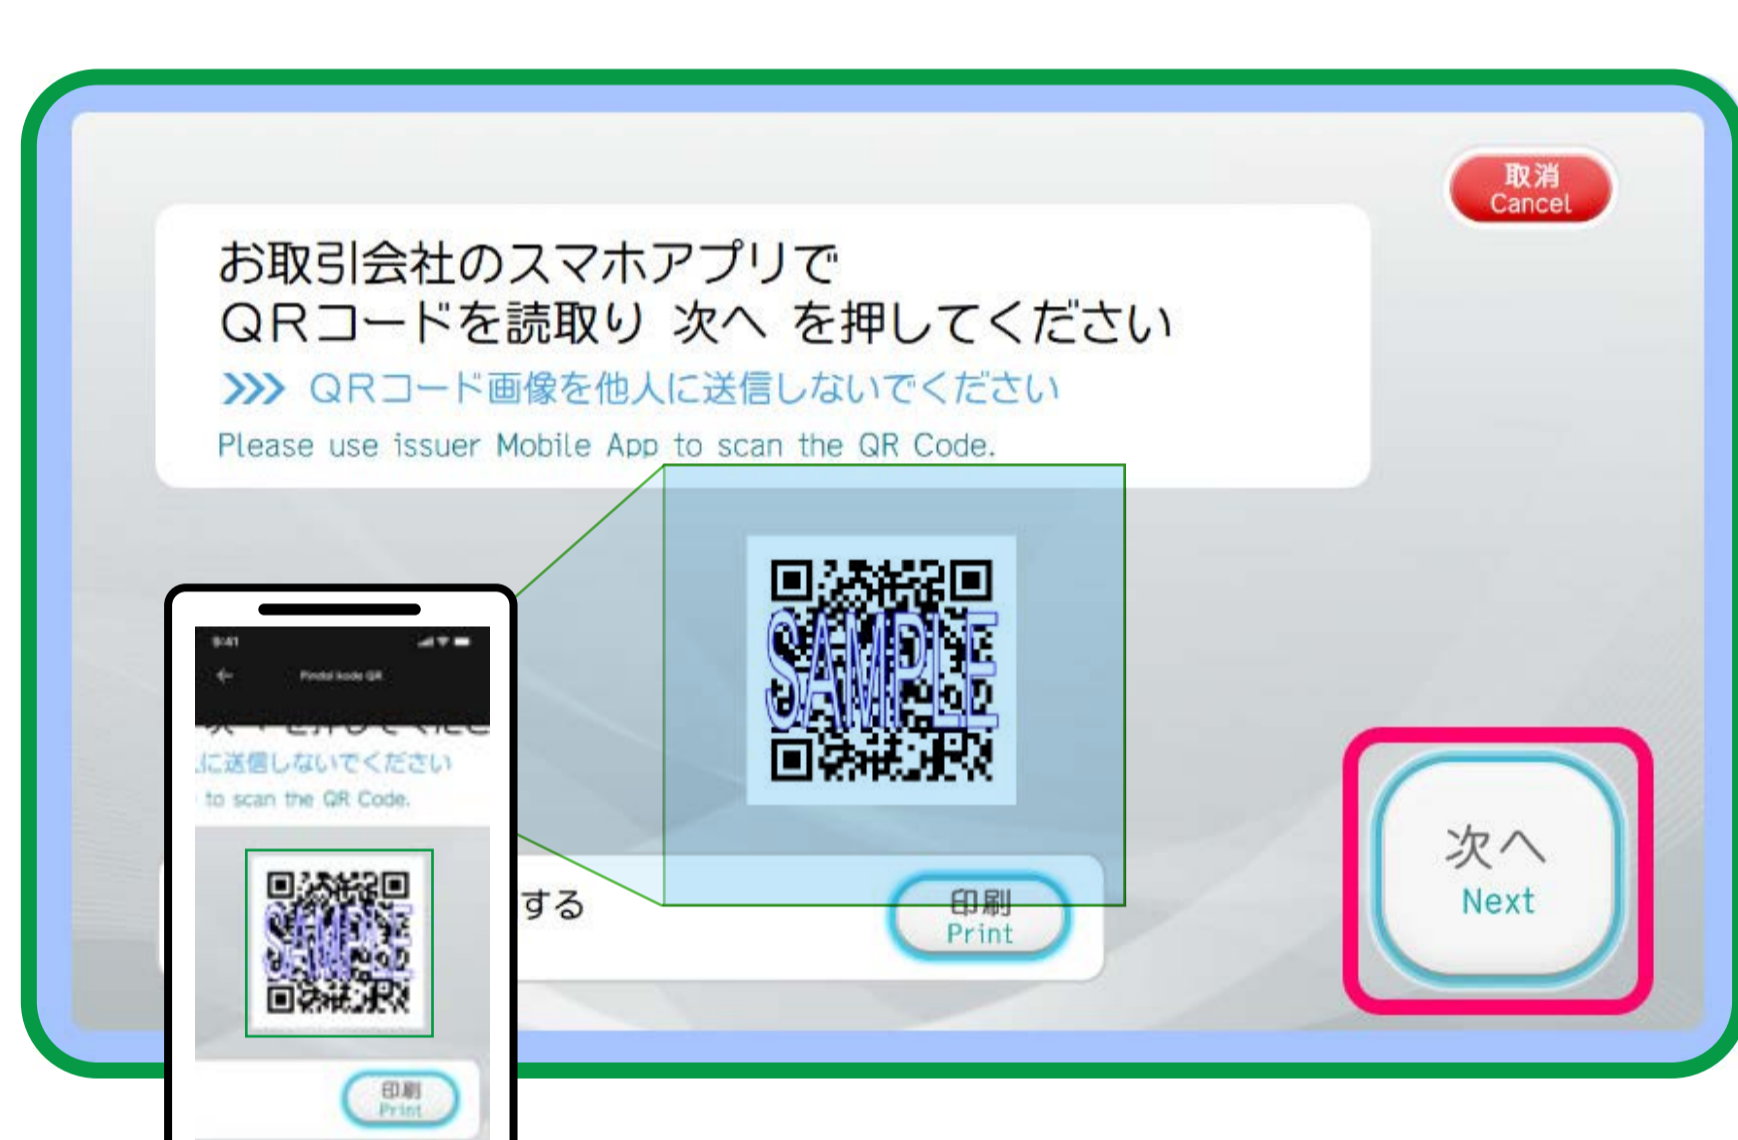 取消
Cancel
お取引会社のスマホアプリで
QRコードを読取り 次へ を押してください
>>> QRコード画像を他人に送信しないでください
Please use issuer Mobile App to scan the QR Code.
SAMPLE
次へ
Next
する
印刷
Print
9:41
Pindai kode QR
に送信しないでください
to scan the QR Code.
SAMPLE
印刷
Print